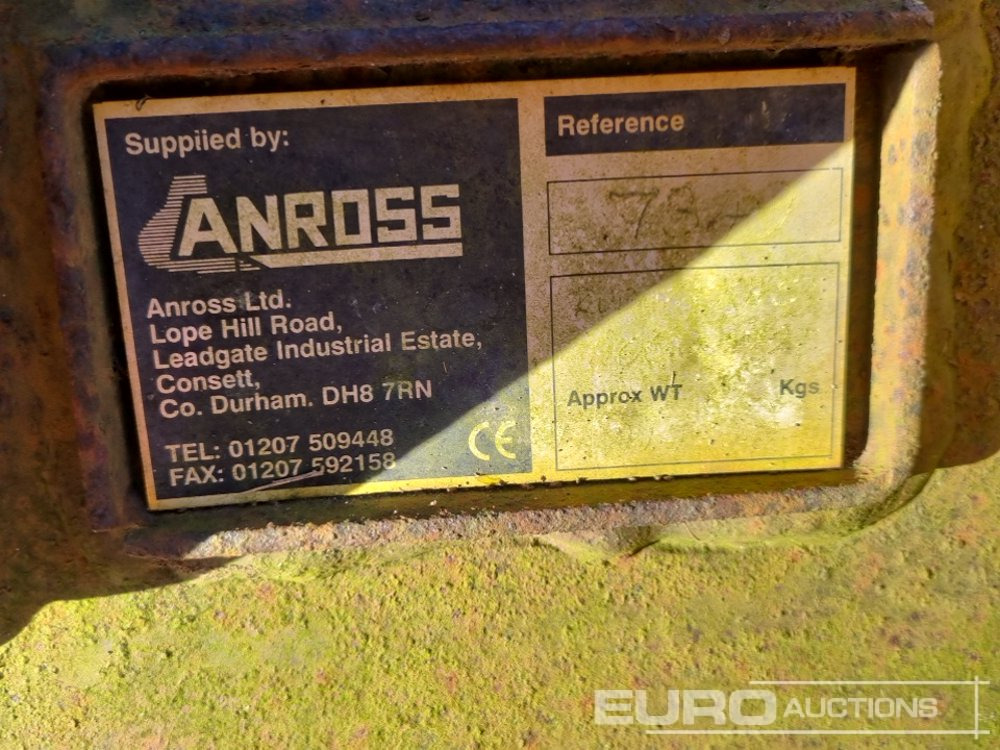 Supplied by:
ANROSS
Anross Ltd.
Lope Hill Road,
Leadgate Industrial Estate,
Consett,
Co. Durham. DH8 7RN
TEL: 01207 509448
FAX: 01207 592158
CE
Reference
Approx WT Kgs
EURO AUCTIONS